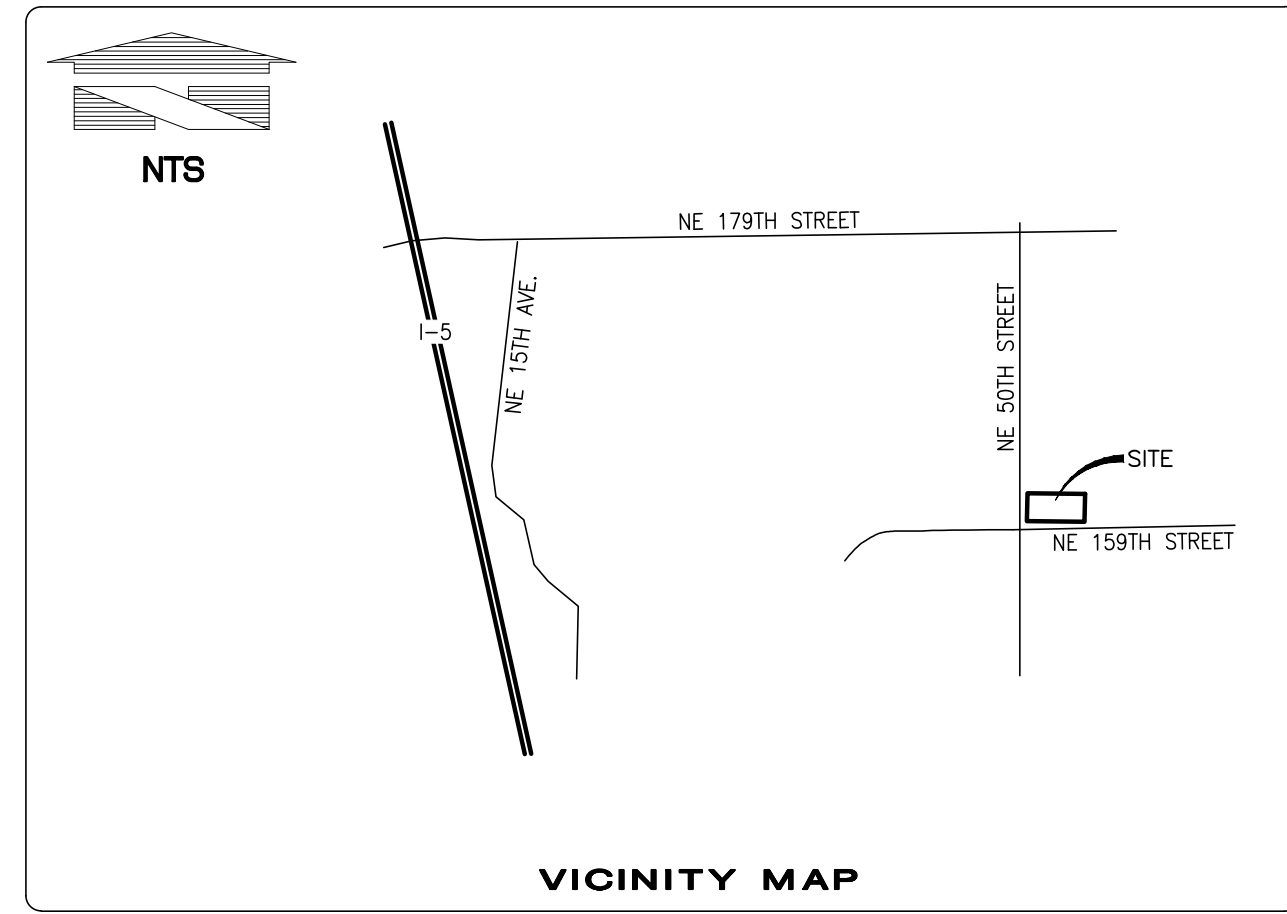 NTS
NE 179TH STREET
NE 15TH AVE.
I-5
NE 50TH STREET
SITE
NE 159TH STREET
VICINITY MAP